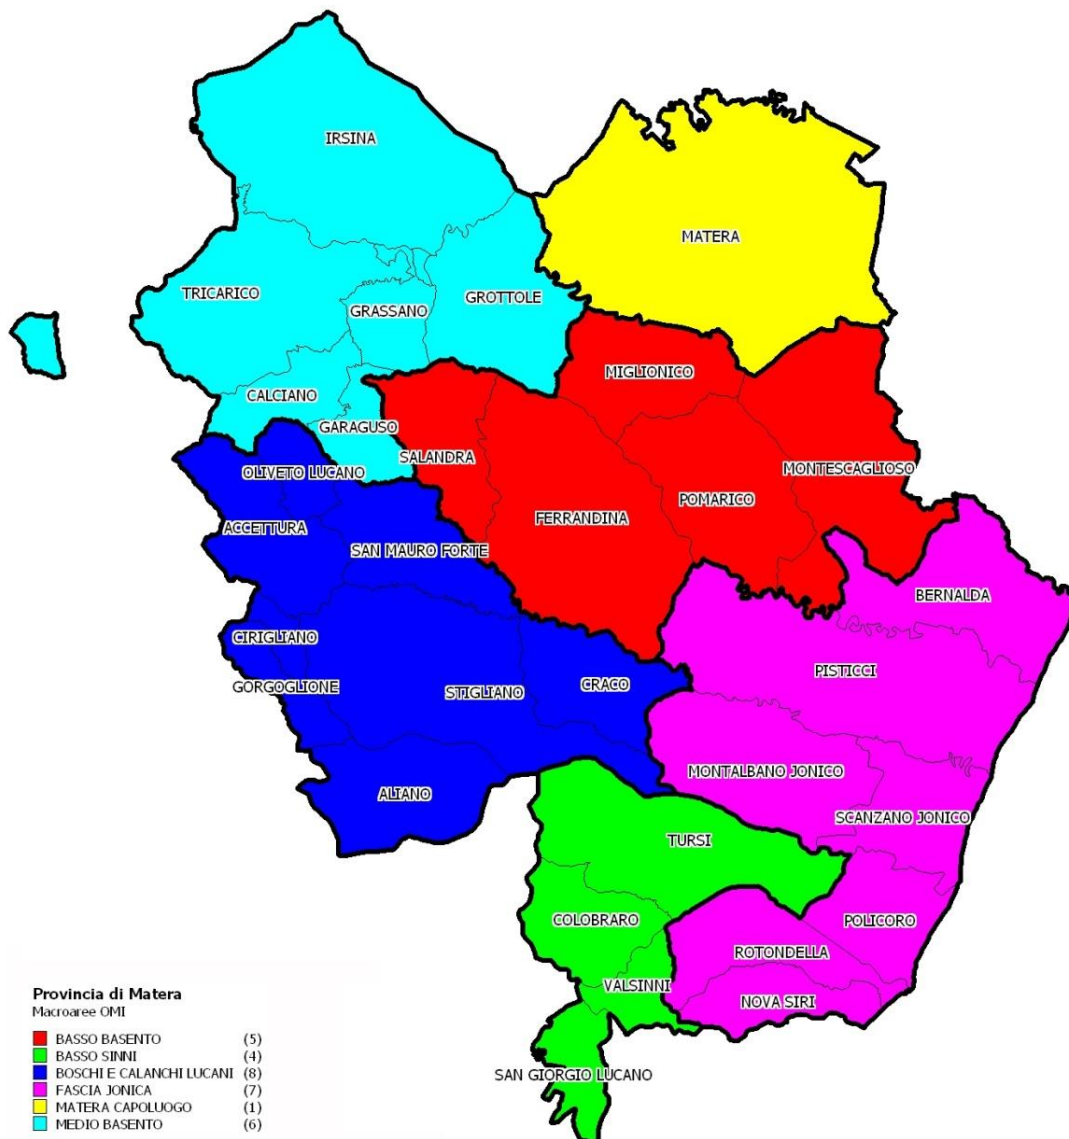 IRSINA
MATERA
TRICARICO
GROTTOLE
GRASSANO
MIGLIONICO
CALCIANO
GARAGUSO
SALANDRA
OLIVETO LUCANO
MONTESCAGLIOSO
POMARICO
FERRANDINA
ACCETTURA
SAN MAURO FORTE
BERNALDA
CIRIGLIANO
PISTICCI
GORGOGLIONE
CRACO
STIGLIANO
MONTALBANO JONICO
ALIANO
SCANZANO JONICO
TURSI
COLOBRARO
POLICORO
ROTONDELLA
VALSINNI
NOVA SIRI
SAN GIORGIO LUCANO
Provincia di Matera
Macroaree OMI
BASSO BASENTO (5)
BASSO SINNI (4)
BOSCHI E CALANCHI LUCANI (8)
FASCIA JONICA (7)
MATERA CAPOLUOGO (1)
MEDIO BASENTO (6)